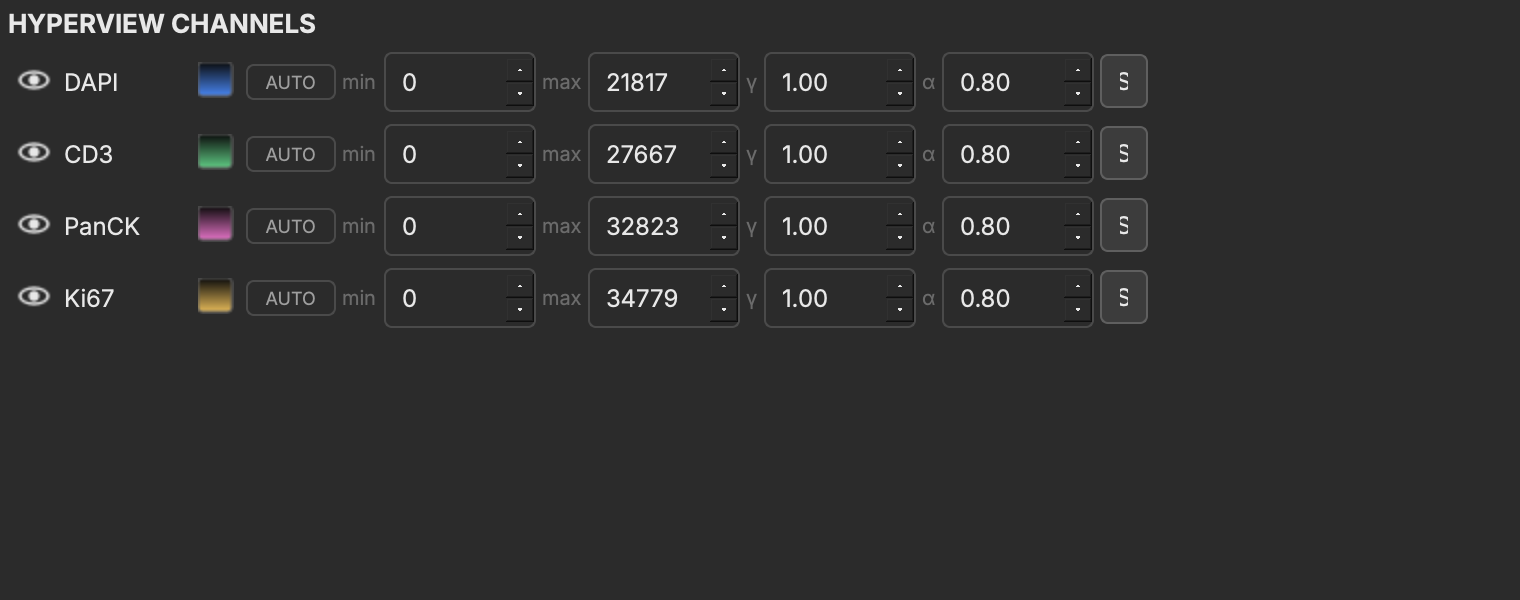 HYPERVIEW CHANNELS
DAPI AUTO min 0 max 21817 γ 1.00 α 0.80 S
CD3 AUTO min 0 max 27667 γ 1.00 α 0.80 S
PanCK AUTO min 0 max 32823 γ 1.00 α 0.80 S
Ki67 AUTO min 0 max 34779 γ 1.00 α 0.80 S